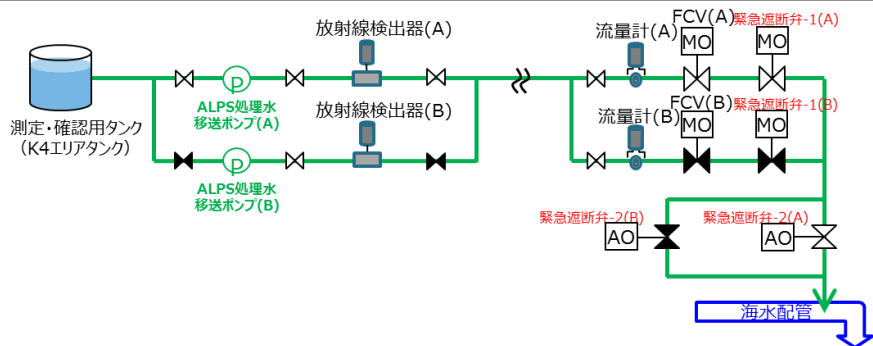 放射線検出器(A)
流量計(A)
FCV(A)
緊急遮断弁-1(A)
MO
MO
P
ALPS処理水
移送ポンプ(A)
測定・確認用タンク
(K4エリアタンク)
放射線検出器(B)
流量計(B)
FCV(B)
緊急遮断弁-1(B)
MO
MO
P
ALPS処理水
移送ポンプ(B)
緊急遮断弁-2(B)
緊急遮断弁-2(A)
AO
AO
海水配管